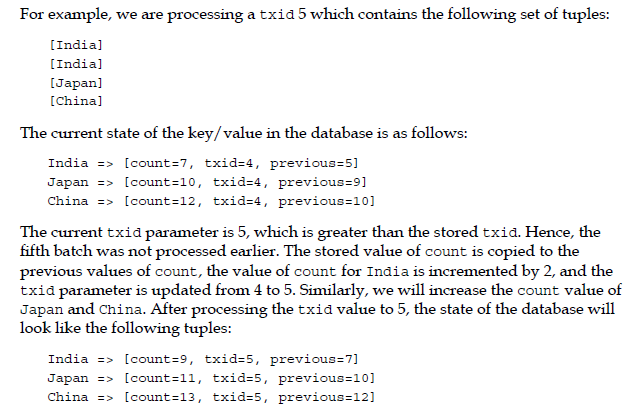 For example, we are processing a txid 5 which contains the following set of tuples:
[India]
[India]
[Japan]
[China]
The current state of the key/value in the database is as follows:
India => [count=7, txid=4, previous=5]
Japan => [count=10, txid=4, previous=9]
China => [count=12, txid=4, previous=10]
The current txid parameter is 5, which is greater than the stored txid. Hence, the
fifth batch was not processed earlier. The stored value of count is copied to the
previous values of count, the value of count for India is incremented by 2, and the
txid parameter is updated from 4 to 5. Similarly, we will increase the count value of
Japan and China. After processing the txid value to 5, the state of the database will
look like the following tuples:
India => [count=9, txid=5, previous=7]
Japan => [count=11, txid=5, previous=10]
China => [count=13, txid=5, previous=12]